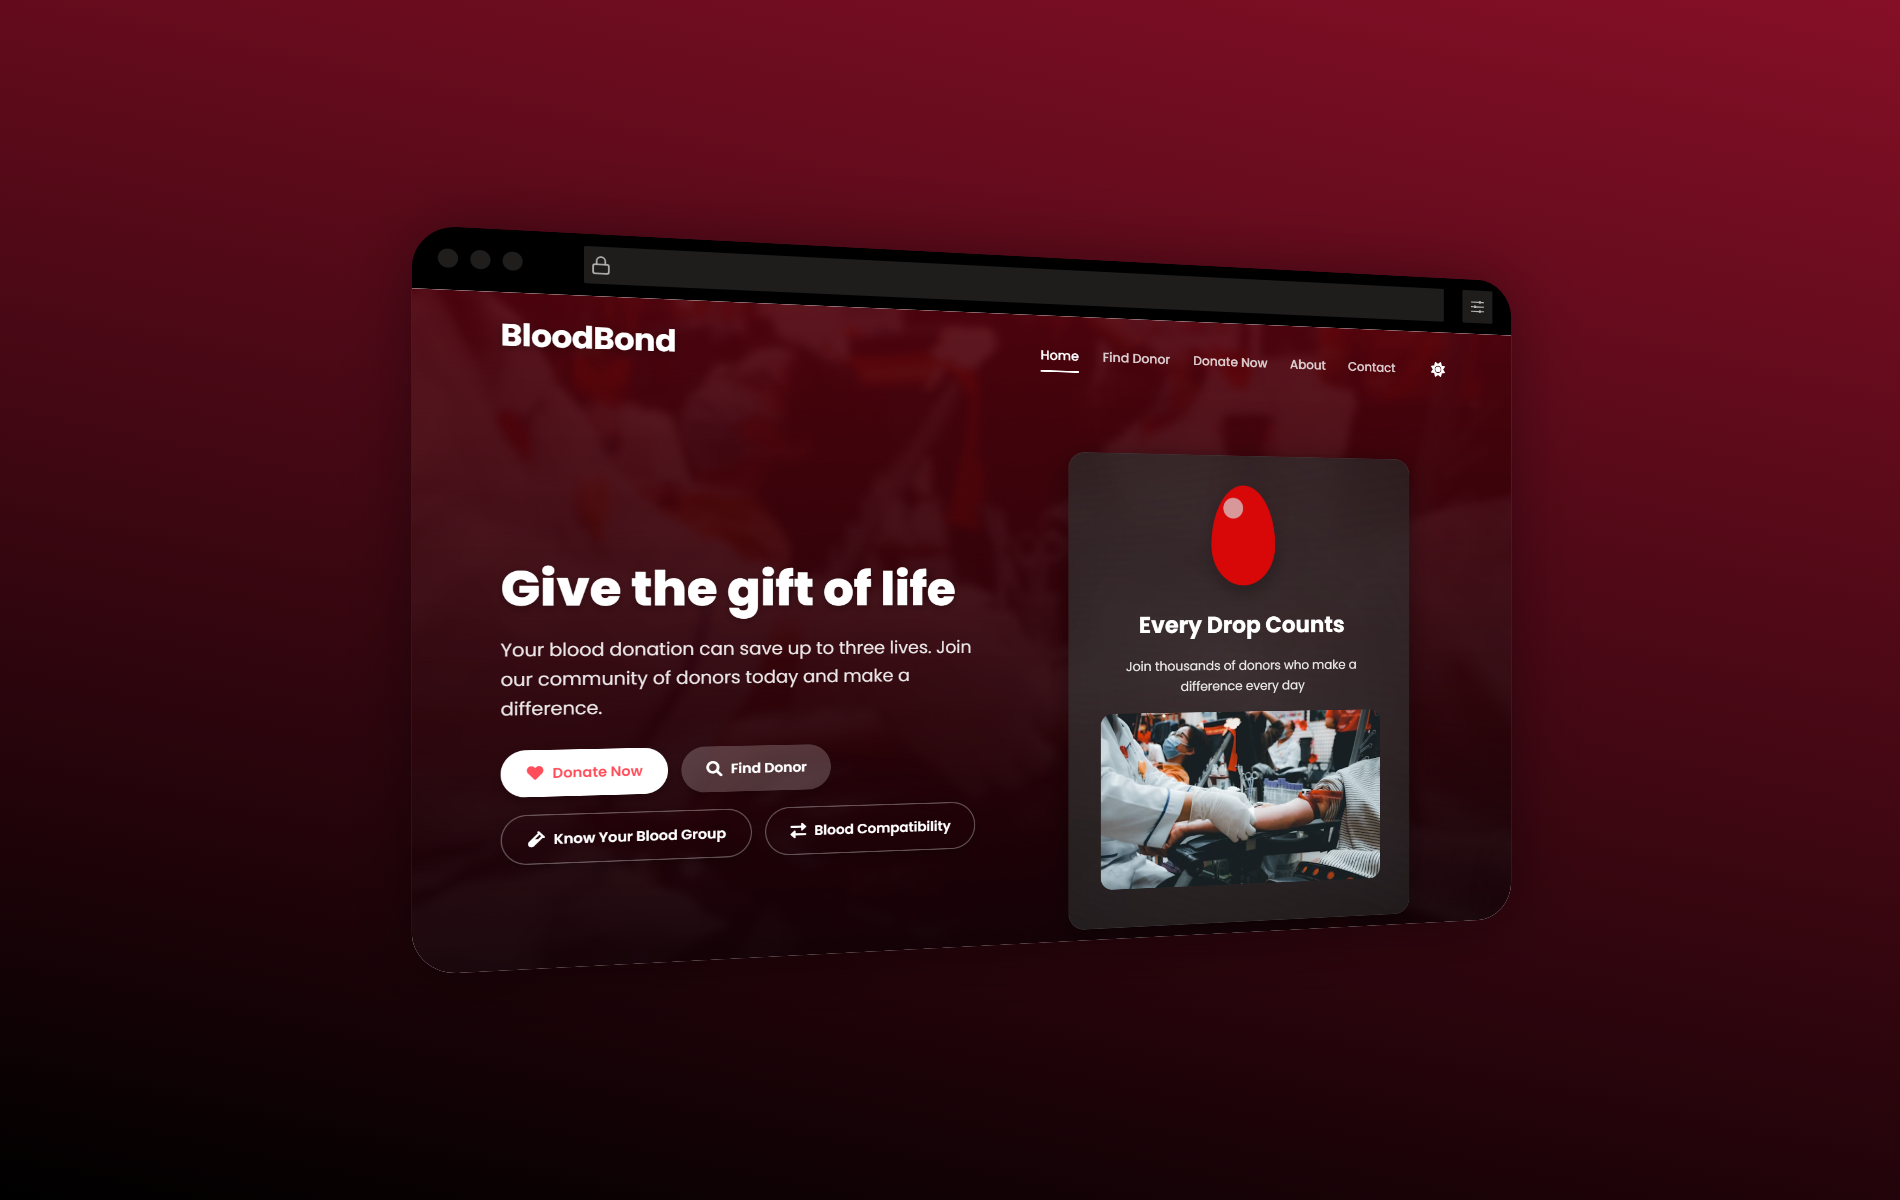 BloodBond
Home Find Donor Donate Now About Contact
Give the gift of life
Your blood donation can save up to three lives. Join
our community of donors today and make a
difference.
Donate Now
Find Donor
Know Your Blood Group
Blood Compatibility
Every Drop Counts
Join thousands of donors who make a
difference every day